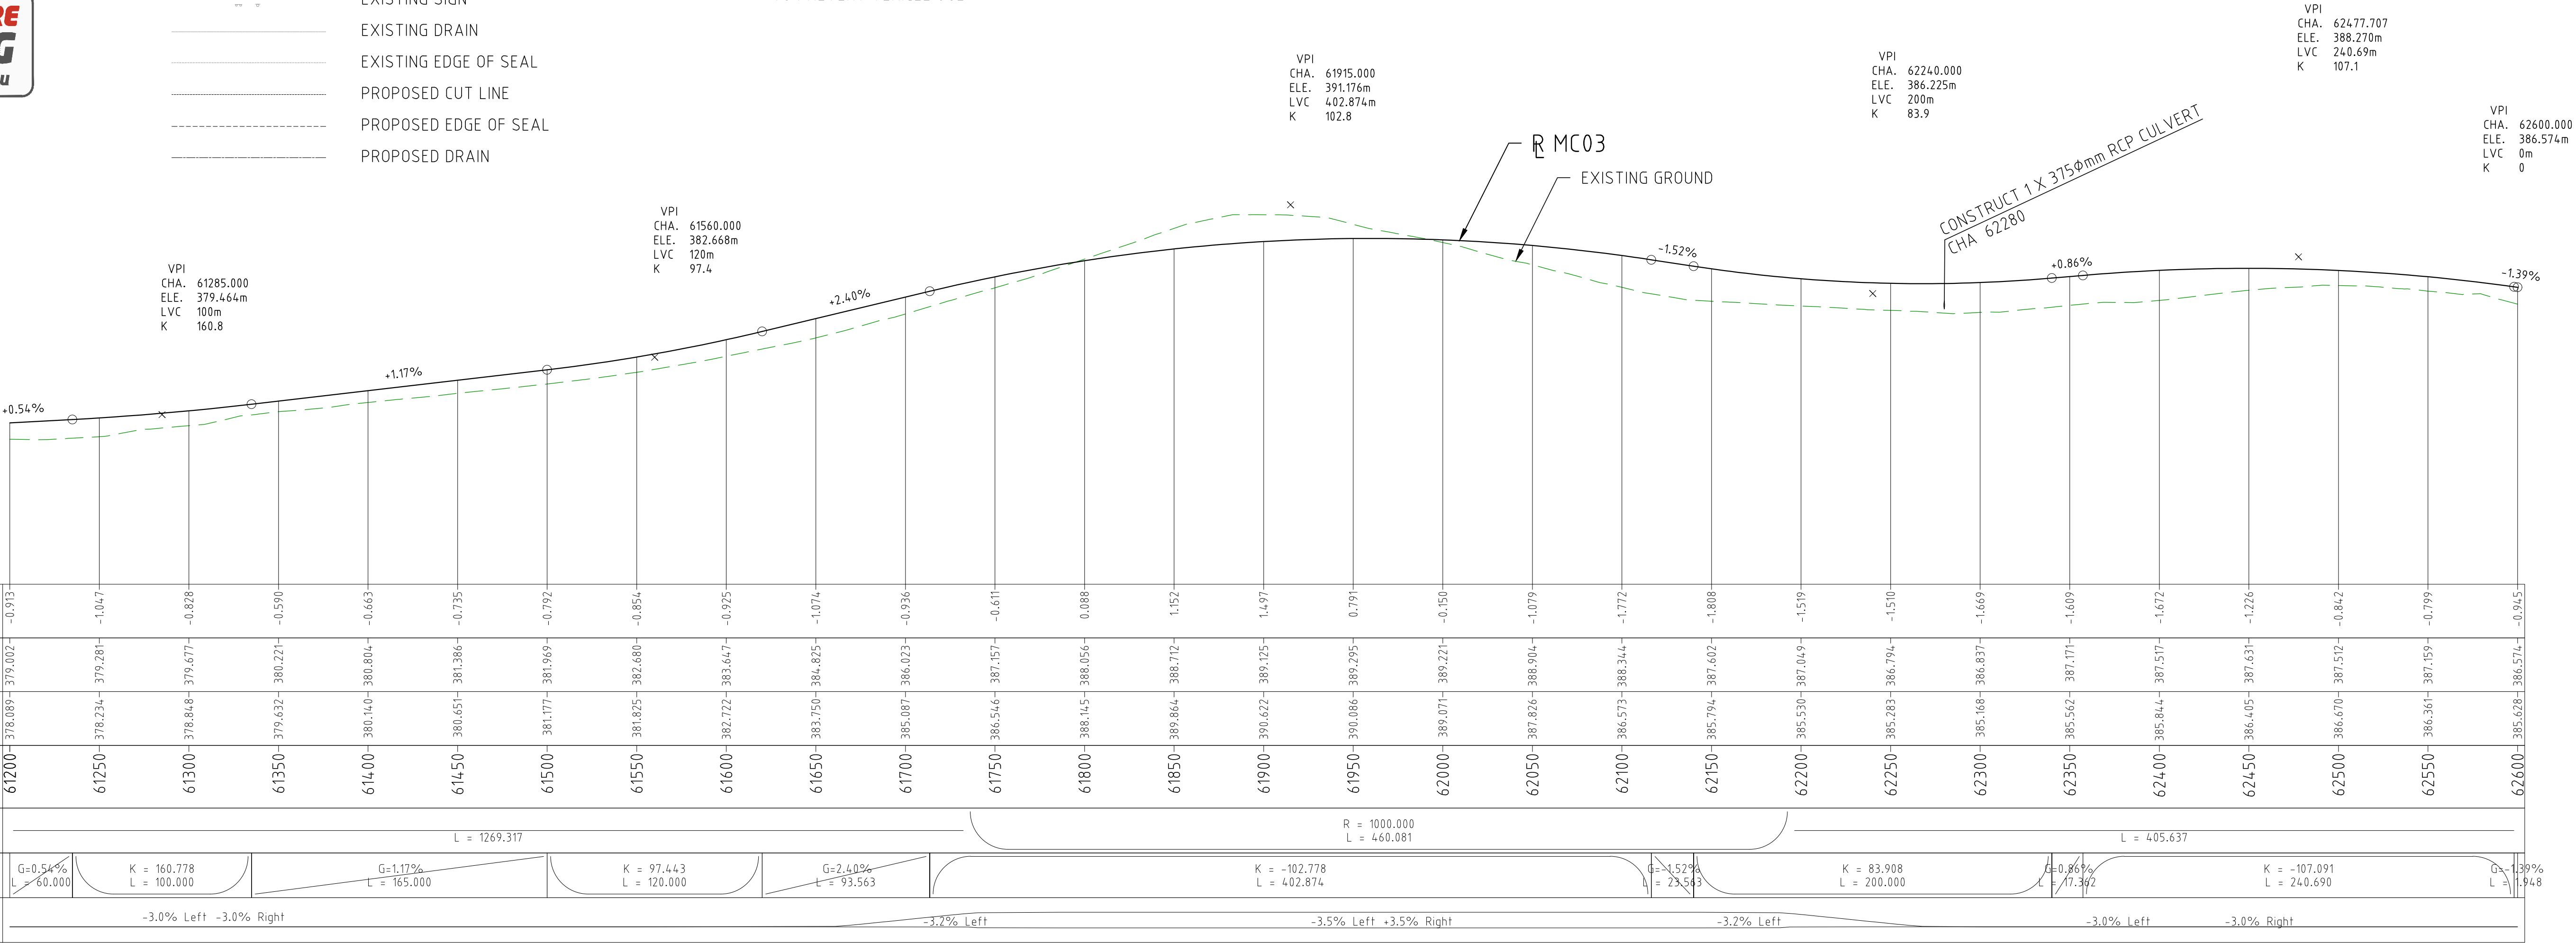 RE
G
u
EXISTING SIGN
EXISTING DRAIN
EXISTING EDGE OF SEAL
PROPOSED CUT LINE
PROPOSED EDGE OF SEAL
PROPOSED DRAIN
VPI
CHA. 61285.000
ELE. 379.464m
LVC 100m
K 160.8
VPI
CHA. 61560.000
ELE. 382.668m
LVC 120m
K 97.4
VPI
CHA. 61915.000
ELE. 391.176m
LVC 402.874m
K 102.8
VPI
CHA. 62240.000
ELE. 386.225m
LVC 200m
K 83.9
VPI
CHA. 62477.707
ELE. 388.270m
LVC 240.69m
K 107.1
VPI
CHA. 62600.000
ELE. 386.574m
LVC 0m
K 0
RL MC03
EXISTING GROUND
CONSTRUCT 1 X 375Ømm RCP CULVERT
CHA 62280
+0.54%
+1.17%
+2.40%
-1.52%
+0.86%
-1.39%
-0.913 -1.047 -0.828 -0.590 -0.663 -0.735 -0.792 -0.854 -0.925 -1.074 -0.936 -0.611 0.088 1.152 1.497 0.791 -0.150 -1.079 -1.772 -1.808 -1.519 -1.510 -1.669 -1.609 -1.672 -1.226 -0.842 -0.799 -0.945
379.002 379.281 379.677 380.221 380.804 381.386 381.969 382.680 383.647 384.825 386.023 387.157 388.056 388.712 389.125 389.295 389.221 388.904 388.344 387.602 387.049 386.794 386.837 387.171 387.517 387.631 387.512 387.159 386.574
378.089 378.234 378.848 379.632 380.140 380.651 381.177 381.825 382.722 383.750 385.087 386.546 388.145 389.864 390.622 390.086 389.071 387.826 386.573 385.794 385.530 385.283 385.168 385.562 385.844 386.405 386.670 386.361 385.628
61200 61250 61300 61350 61400 61450 61500 61550 61600 61650 61700 61750 61800 61850 61900 61950 62000 62050 62100 62150 62200 62250 62300 62350 62400 62450 62500 62550 62600
L = 1269.317
R = 1000.000
L = 460.081
L = 405.637
G=0.54%
L = 60.000
K = 160.778
L = 100.000
G=1.17%
L = 165.000
K = 97.443
L = 120.000
G=2.40%
L = 93.563
K = -102.778
L = 402.874
G=-1.52%
L = 23.563
K = 83.908
L = 200.000
G=0.86%
L = 17.362
K = -107.091
L = 240.690
G=-1.39%
L = 1.948
-3.0% Left -3.0% Right
-3.2% Left
-3.5% Left +3.5% Right
-3.2% Left
-3.0% Left
-3.0% Right